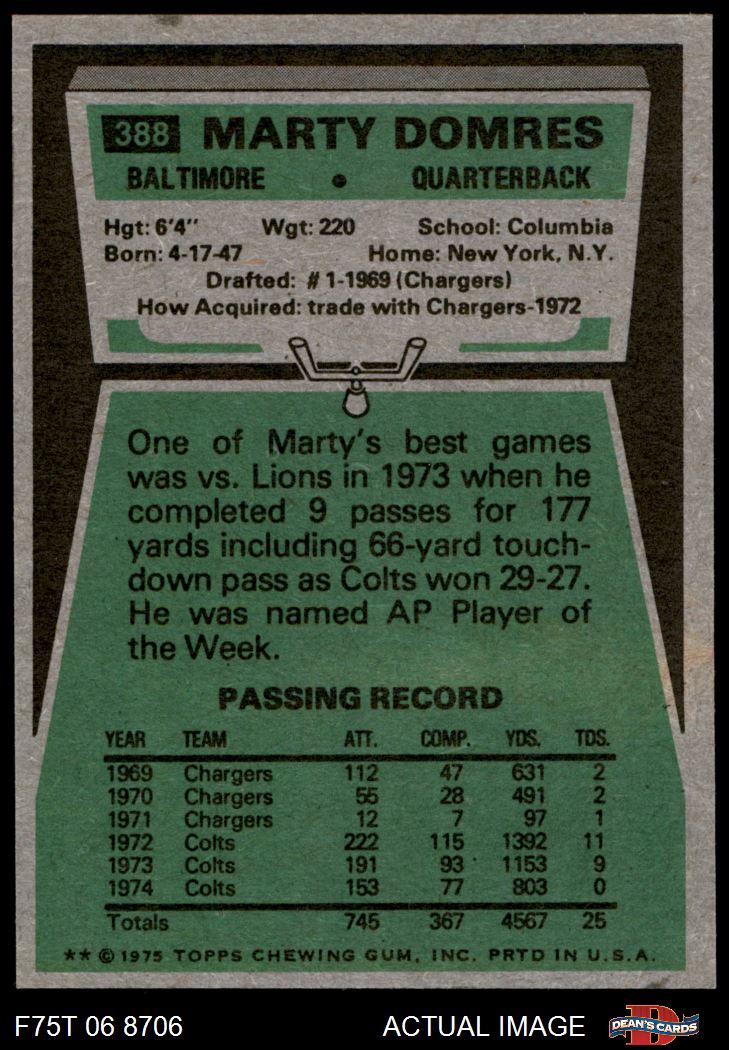 388 MARTY DOMRES
BALTIMORE • QUARTERBACK
Hgt: 6'4" Wgt: 220 School: Columbia
Born: 4-17-47 Home: New York, N.Y.
Drafted: #1-1969 (Chargers)
How Acquired: trade with Chargers-1972
One of Marty's best games
was vs. Lions in 1973 when he
completed 9 passes for 177
yards including 66-yard touch-
down pass as Colts won 29-27.
He was named AP Player of
the Week.
PASSING RECORD
YEAR TEAM ATT. COMP. YDS. TDS.
1969 Chargers 112 47 631 2
1970 Chargers 55 28 491 2
1971 Chargers 12 7 97 1
1972 Colts 222 115 1392 11
1973 Colts 191 93 1153 9
1974 Colts 153 77 803 0
Totals 745 367 4567 25
** © 1975 TOPPS CHEWING GUM, INC. PRTD IN U.S.A.
F75T 06 8706 ACTUAL IMAGE DEAN'S CARDS